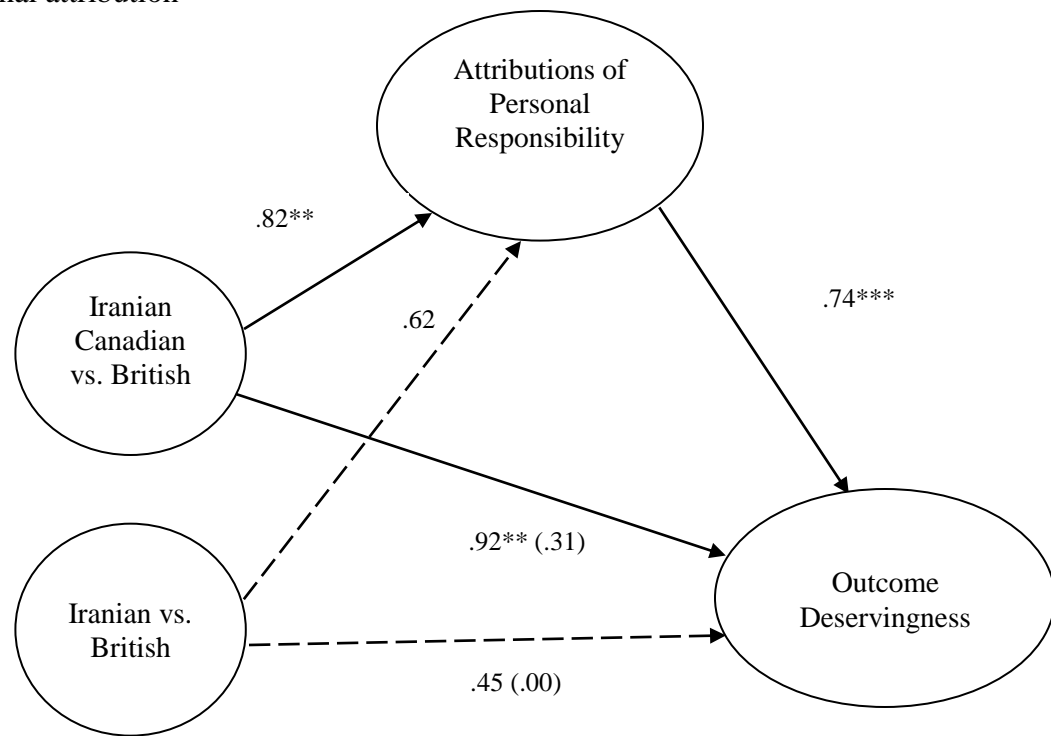 attribution
Attributions of
Personal
Responsibility
.82**
.74***
Iranian
Canadian
vs. British
.62
.92** (.31)
Outcome
Deservingness
Iranian vs.
British
.45 (.00)